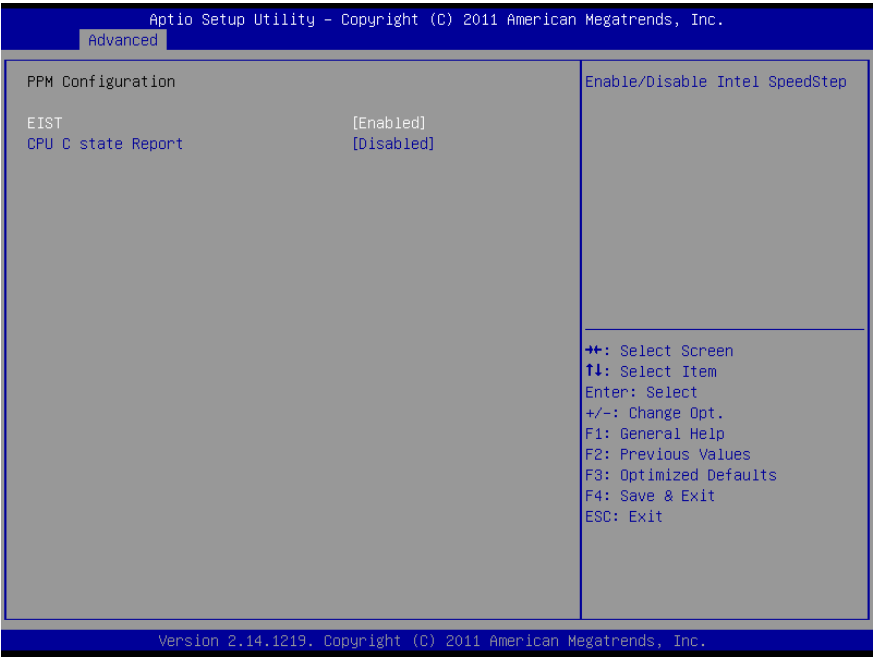 Aptio Setup Utility – Copyright (C) 2011 American Megatrends, Inc.
Advanced
PPM Configuration
EIST [Enabled]
CPU C state Report [Disabled]
Enable/Disable Intel SpeedStep
→←: Select Screen
↑↓: Select Item
Enter: Select
+/-: Change Opt.
F1: General Help
F2: Previous Values
F3: Optimized Defaults
F4: Save & Exit
ESC: Exit
Version 2.14.1219. Copyright (C) 2011 American Megatrends, Inc.